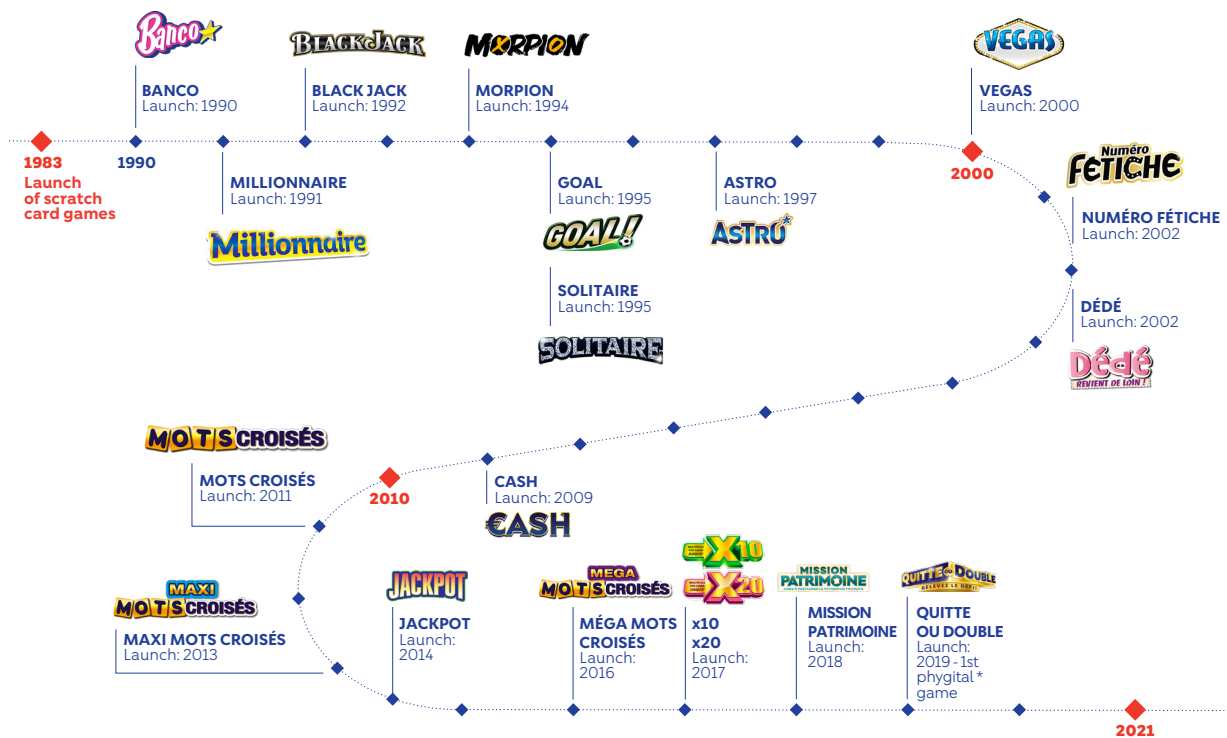 Banco
BLACKJACK
MORPION
VEGAS
BANCO
Launch: 1990
BLACK JACK
Launch: 1992
MORPION
Launch: 1994
VEGAS
Launch: 2000
1983
Launch
of scratch
card games
1990
MILLIONNAIRE
Launch: 1991
Millionnaire
GOAL
Launch: 1995
GOAL!
SOLITAIRE
Launch: 1995
SOLITAIRE
ASTRO
Launch: 1997
ASTRO
2000
Numéro
FÉTICHE
NUMÉRO FÉTICHE
Launch: 2002
DÉDÉ
Launch: 2002
Dédé
REVIENT DE LOIN !
MOTS CROISÉS
MOTS CROISÉS
Launch: 2011
2010
CASH
Launch: 2009
€ASH
MAXI
MOTS CROISÉS
MAXI MOTS CROISÉS
Launch: 2013
JACKPOT
JACKPOT
Launch:
2014
MEGA
MOTS CROISÉS
MÉGA MOTS
CROISÉS
Launch:
2016
X10
X20
x10
x20
Launch:
2017
MISSION
PATRIMOINE
MISSION
PATRIMOINE
Launch:
2018
QUITTE OU DOUBLE
RELEVEZ LE DÉFI !
QUITTE
OU DOUBLE
Launch:
2019 - 1st
phygital *
game
2021